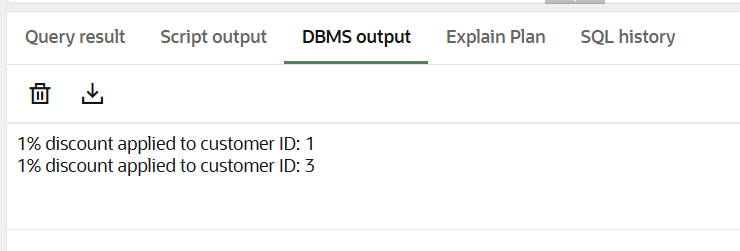 Query result Script output DBMS output Explain Plan SQL history
1% discount applied to customer ID: 1
1% discount applied to customer ID: 3